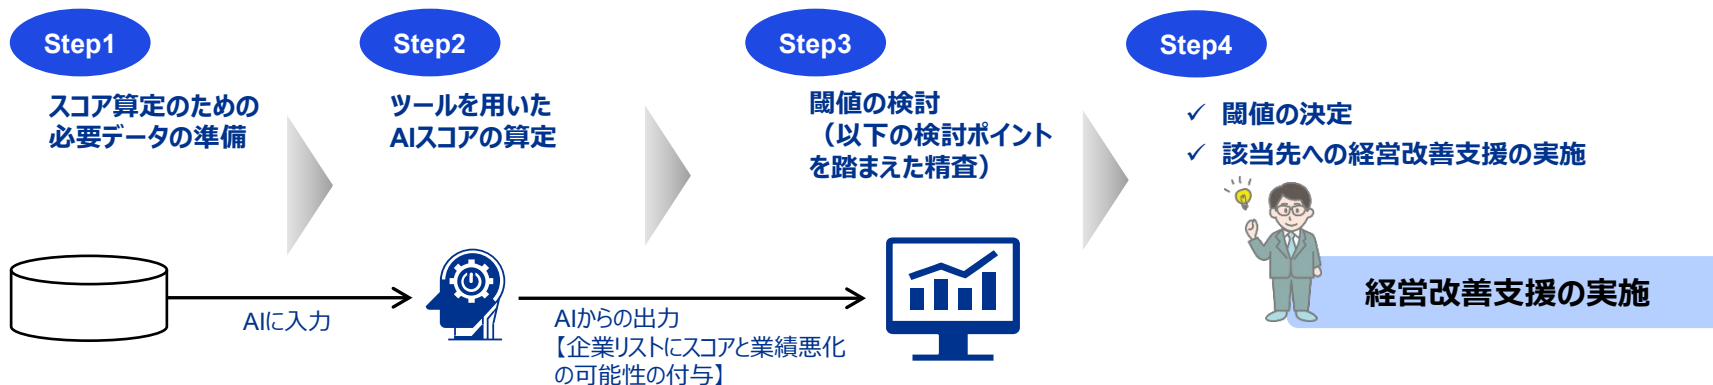 Step1
スコア算定のための
必要データの準備
Step2
ツールを用いた
AIスコアの算定
Step3
閾値の検討
（以下の検討ポイント
を踏まえた精査）
Step4
✓ 閾値の決定
✓ 該当先への経営改善支援の実施
AIに入力
AIからの出力
【企業リストにスコアと業績悪化
の可能性の付与】
経営改善支援の実施